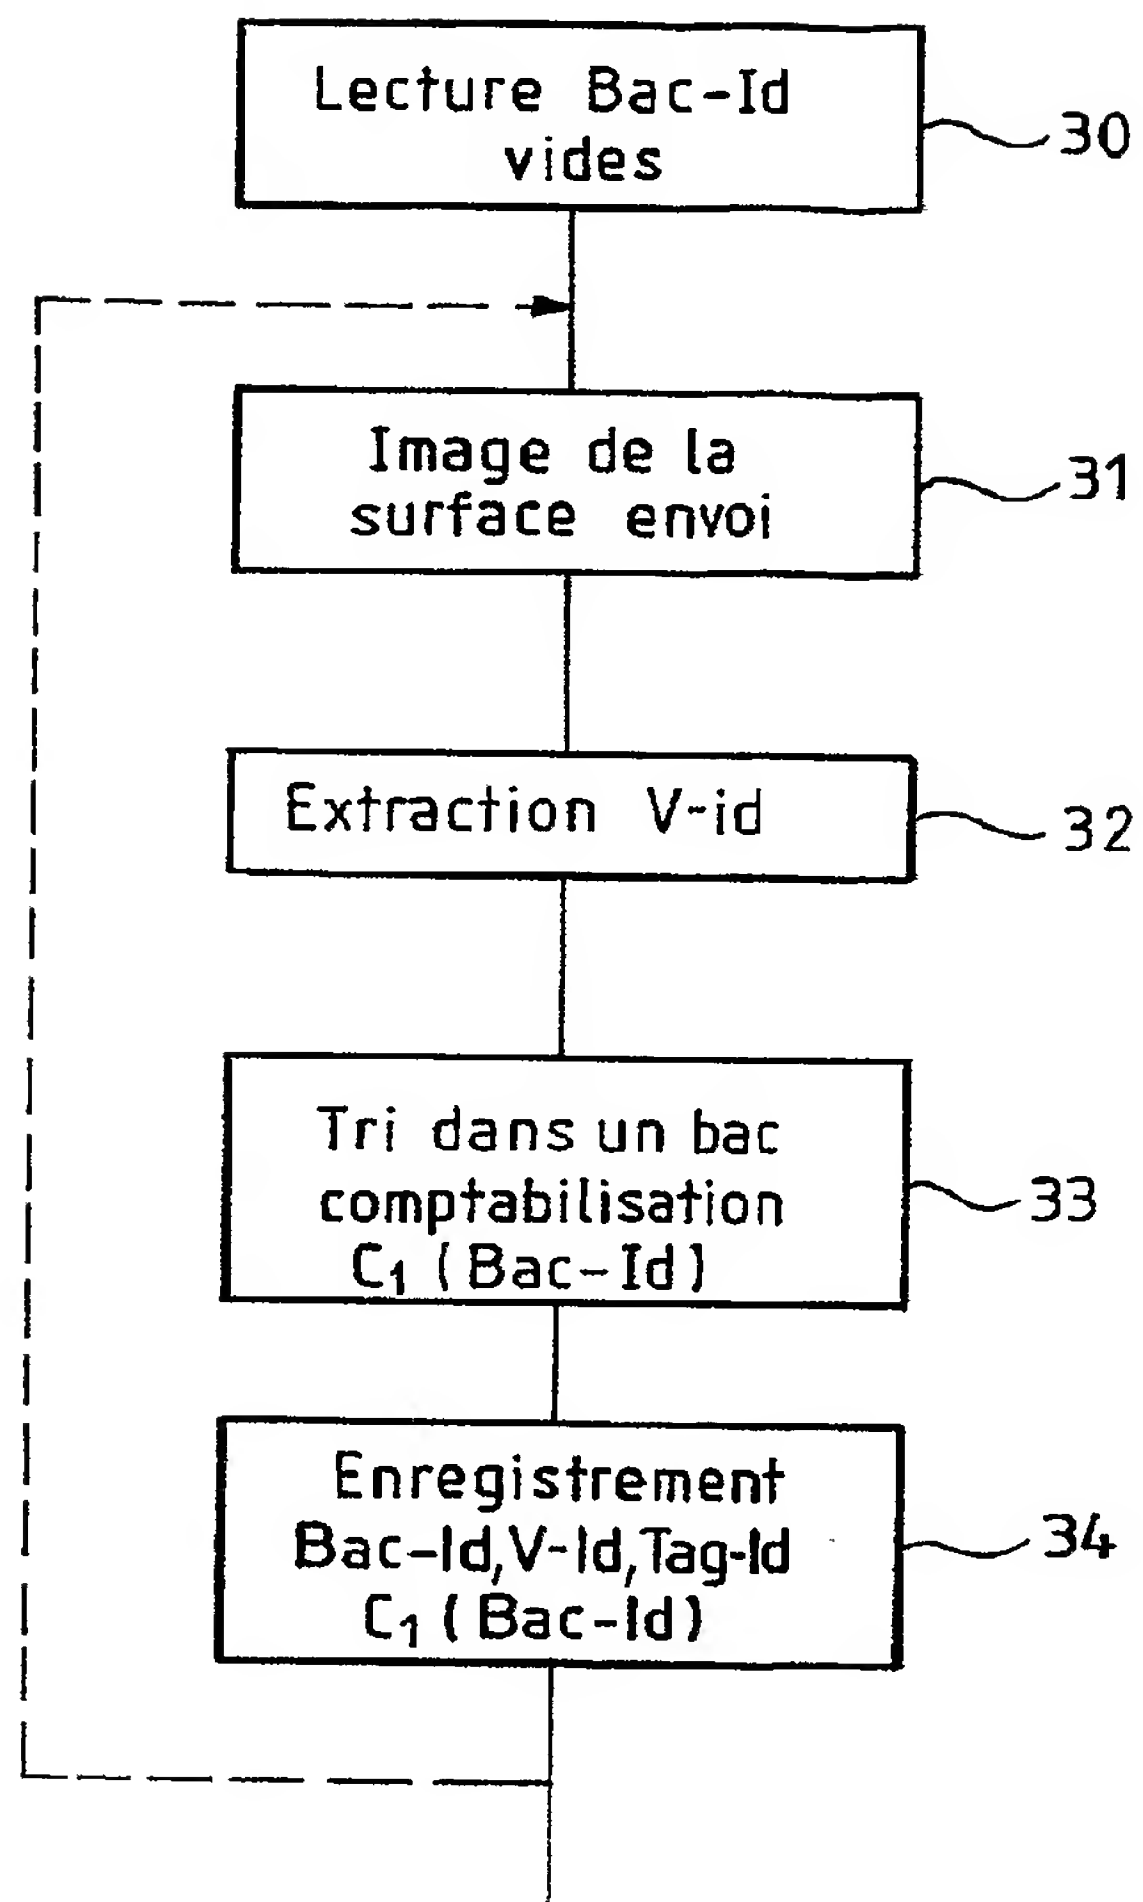 Lecture Bac-Id
vides
30
Image de la
surface envoi
31
Extraction V-id
32
Tri dans un bac
comptabilisation
C₁ (Bac-Id)
33
Enregistrement
Bac-Id, V-Id, Tag-Id
C₁ (Bac-Id)
34